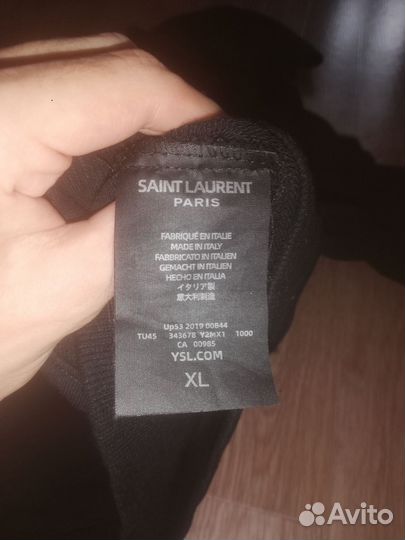 SAINT LAURENT
PARIS
FABRIQUÉ EN ITALIE
MADE IN ITALY
FABBRICATO EN ITALIA
GEMACHT IN ITALIEN
HECHO EN ITALIA
イタリア製
意大利制造
Up53 2019 00844
TU45 343678 Y2MX1 1000
CA 00985
YSL.COM
XL
Avito